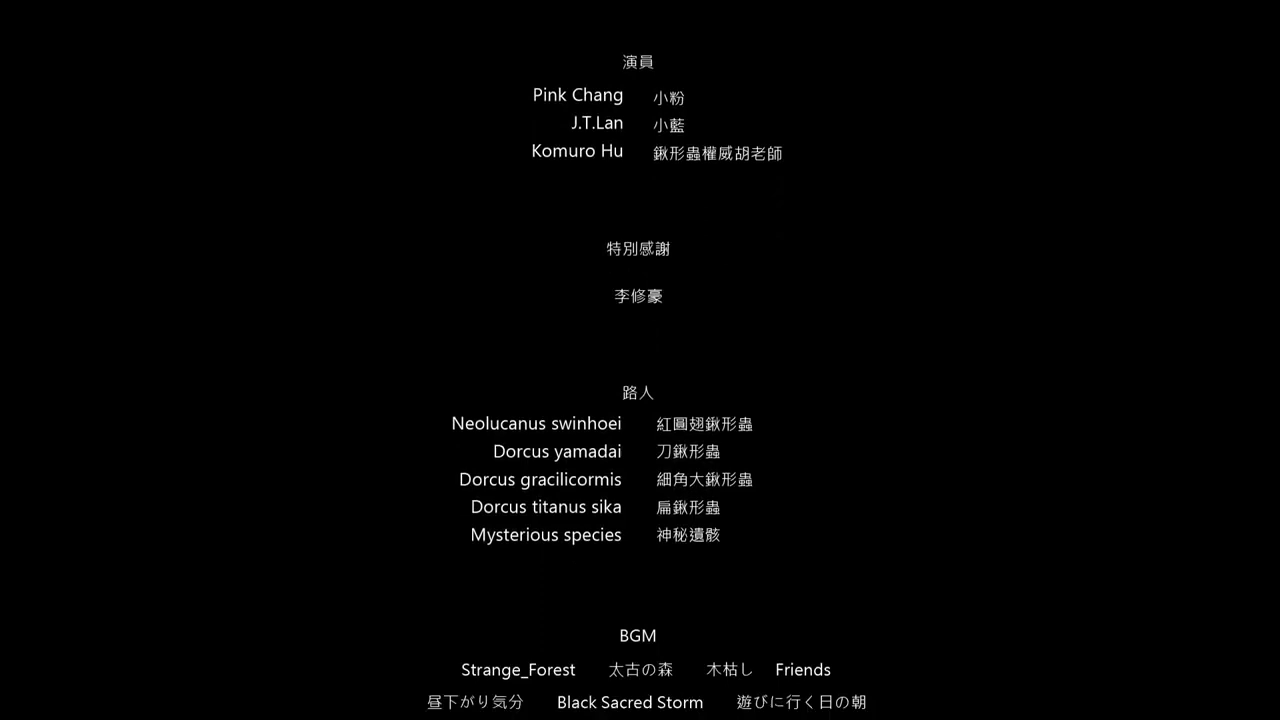 演員
Pink Chang 小粉
J.T.Lan 小藍
Komuro Hu 鍬形蟲權威胡老師
特別感謝
李修豪
路人
Neolucanus swinhoei 紅圓翅鍬形蟲
Dorcus yamadai 刀鍬形蟲
Dorcus gracilicormis 細角大鍬形蟲
Dorcus titanus sika 扁鍬形蟲
Mysterious species 神秘遺骸
BGM
Strange_Forest 太古の森 木枯し Friends
昼下がり気分 Black Sacred Storm 遊びに行く日の朝